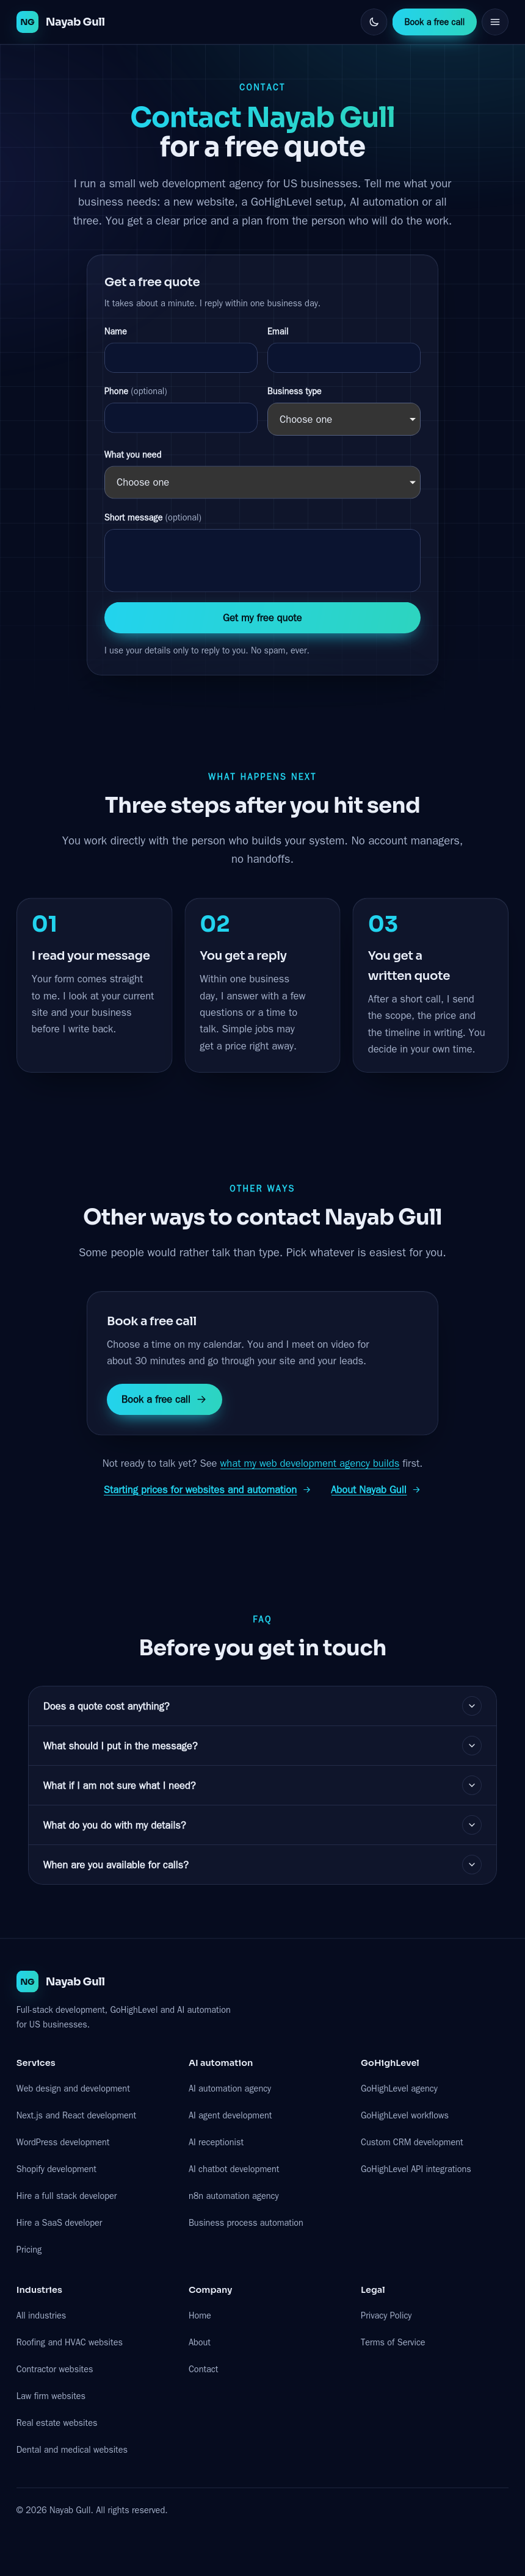 NG Nayab Gull
Book a free call
CONTACT
Contact Nayab Gull
for a free quote
I run a small web development agency for US businesses. Tell me what your
business needs: a new website, a GoHighLevel setup, AI automation or all
three. You get a clear price and a plan from the person who will do the work.
Get a free quote
It takes about a minute. I reply within one business day.
Name
Email
Phone (optional)
Business type
Choose one
What you need
Choose one
Short message (optional)
Get my free quote
I use your details only to reply to you. No spam, ever.
WHAT HAPPENS NEXT
Three steps after you hit send
You work directly with the person who builds your system. No account managers,
no handoffs.
01
I read your message
Your form comes straight
to me. I look at your current
site and your business
before I write back.
02
You get a reply
Within one business
day, I answer with a few
questions or a time to
talk. Simple jobs may
get a price right away.
03
You get a
written quote
After a short call, I send
the scope, the price and
the timeline in writing. You
decide in your own time.
OTHER WAYS
Other ways to contact Nayab Gull
Some people would rather talk than type. Pick whatever is easiest for you.
Book a free call
Choose a time on my calendar. You and I meet on video for
about 30 minutes and go through your site and your leads.
Book a free call →
Not ready to talk yet? See what my web development agency builds first.
Starting prices for websites and automation → About Nayab Gull →
FAQ
Before you get in touch
Does a quote cost anything?
What should I put in the message?
What if I am not sure what I need?
What do you do with my details?
When are you available for calls?
NG Nayab Gull
Full-stack development, GoHighLevel and AI automation
for US businesses.
Services
Web design and development
Next.js and React development
WordPress development
Shopify development
Hire a full stack developer
Hire a SaaS developer
Pricing
AI automation
AI automation agency
AI agent development
AI receptionist
AI chatbot development
n8n automation agency
Business process automation
GoHighLevel
GoHighLevel agency
GoHighLevel workflows
Custom CRM development
GoHighLevel API integrations
Industries
All industries
Roofing and HVAC websites
Contractor websites
Law firm websites
Real estate websites
Dental and medical websites
Company
Home
About
Contact
Legal
Privacy Policy
Terms of Service
© 2026 Nayab Gull. All rights reserved.